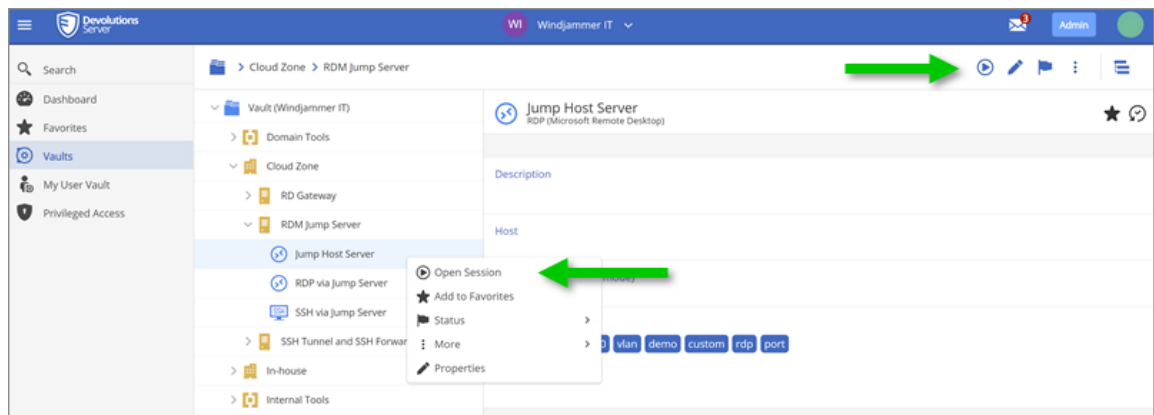 Devolutions
Server
WI Windjammer IT
3
Admin
Search
Dashboard
Favorites
Vaults
My User Vault
Privileged Access
> Cloud Zone > RDM Jump Server
Vault (Windjammer IT)
Domain Tools
Cloud Zone
RD Gateway
RDM Jump Server
Jump Host Server
RDP via Jump Server
SSH via Jump Server
SSH Tunnel and SSH Forwar
In-house
Internal Tools
Jump Host Server
RDP (Microsoft Remote Desktop)
Description
Host
Open Session
Add to Favorites
Status
More
Properties
vlan demo custom rdp port